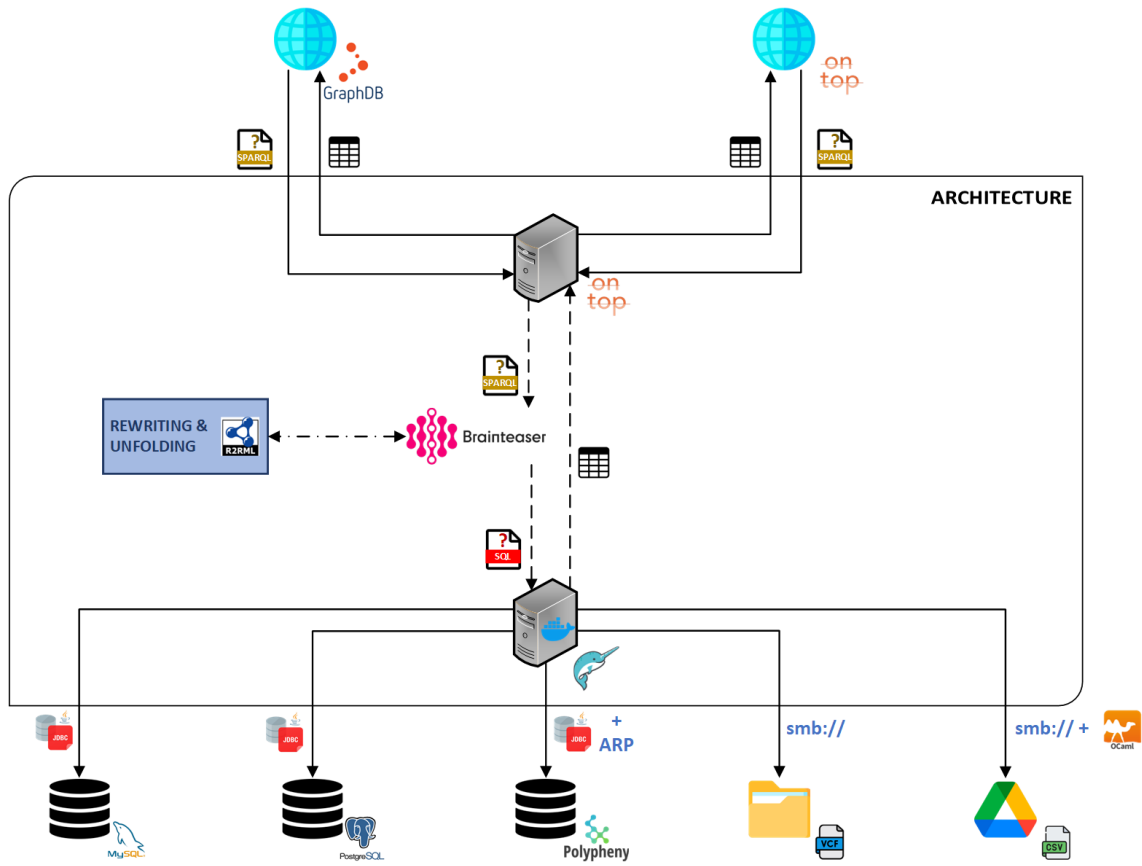 GraphDB
on
top
?
SPARQL
?
SPARQL
ARCHITECTURE
on
top
?
SPARQL
REWRITING &
UNFOLDING
R2RML
Brainteaser
?
SQL
JDBC
JDBC
JDBC
+
ARP
smb://
smb:// +
OCaml
MySQL
PostgreSQL
Polypheny
VCF
CSV